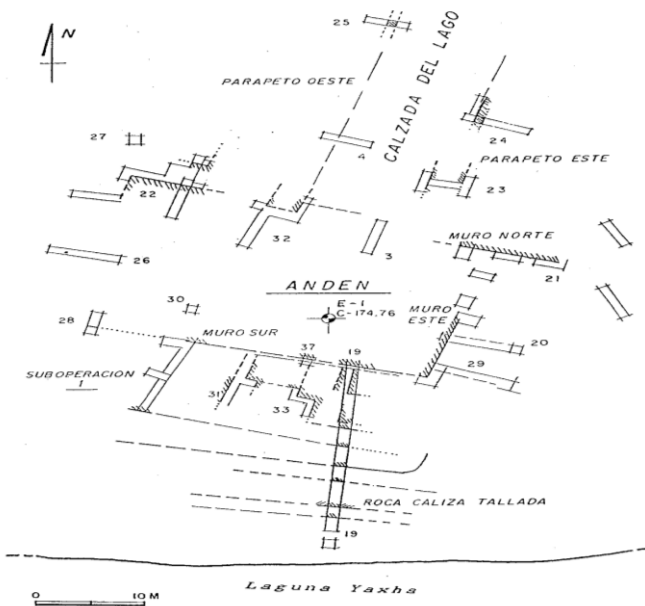 25
N
PARAPETO OESTE
CALZADA DEL LAGO
27
4
24
PARAPETO ESTE
22
23
32
3
MURO NORTE
26
21
ANDEN
E-1
C-174.76
30
MURO ESTE
28
MURO SUR
20
37
19
29
SUBOPERACIÓN
I
31
33
ROCA CALIZA TALLADA
19
Laguna Yaxha
0
10 M